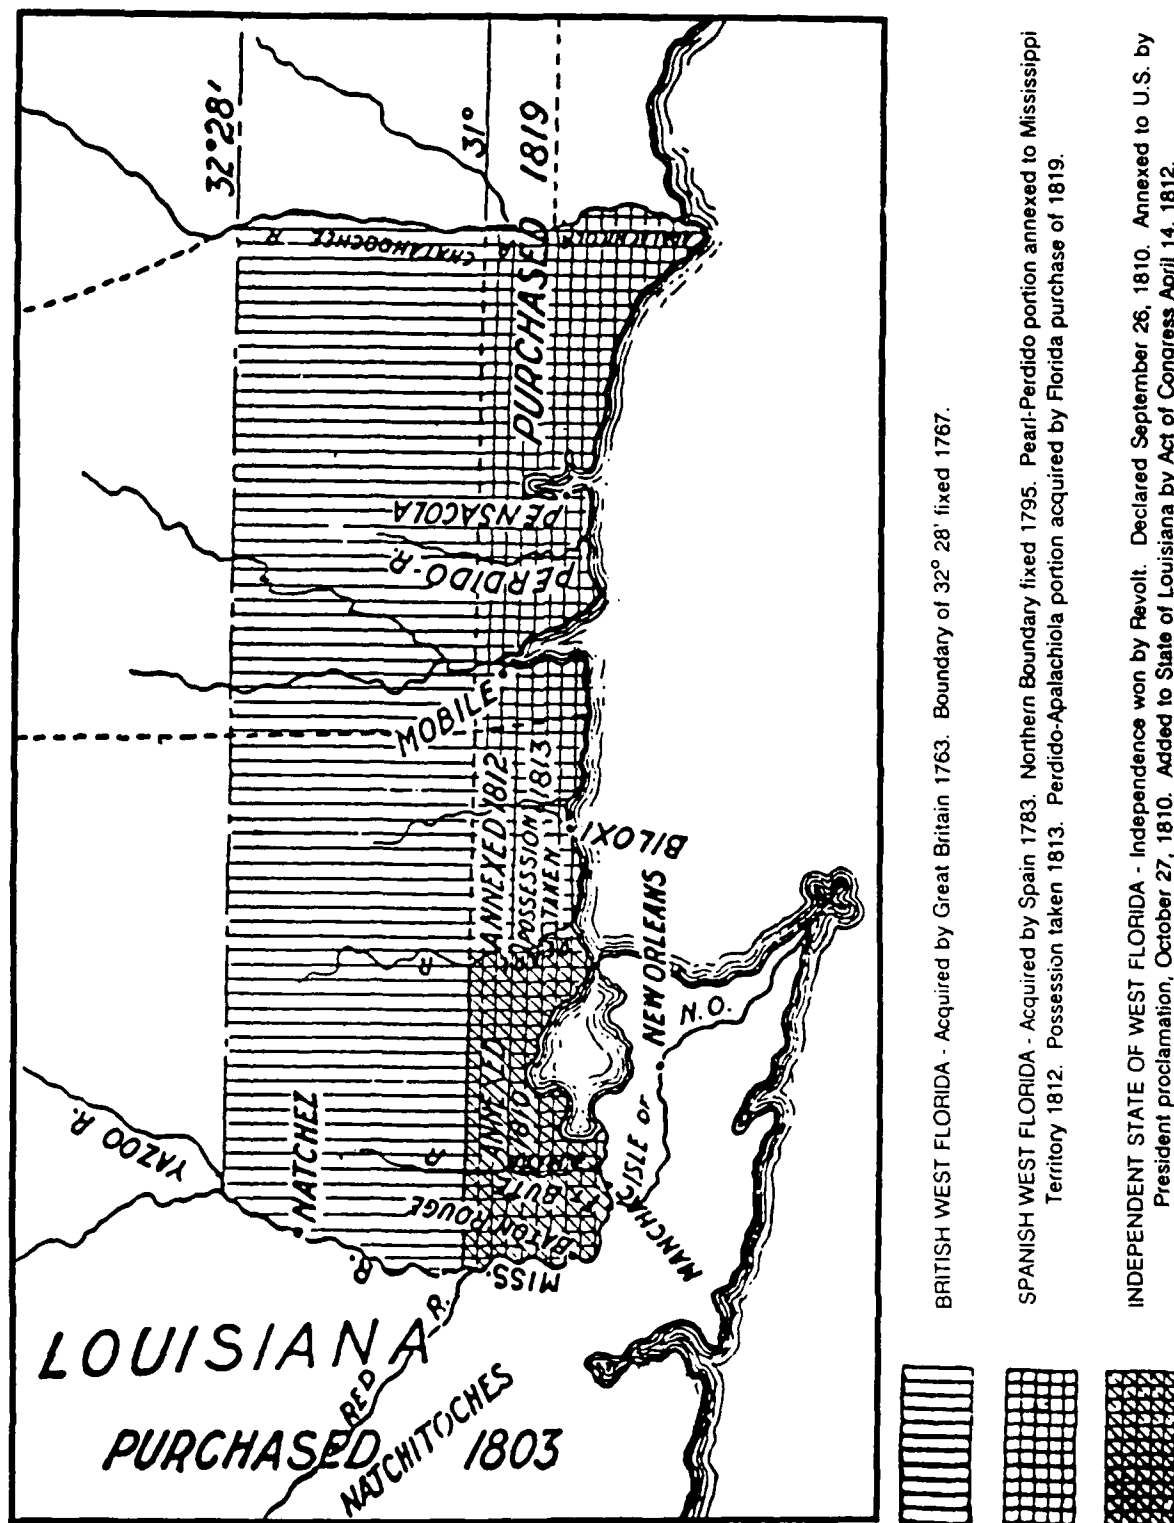 32°28'
31°
PURCHASED 1819
CHATAHOOCHEE R.
R
PENSACOLA
PERDIDO R.
MOBILE
ANNEXED 1812
POSSESSION TAKEN 1813
BILOXI
NEW ORLEANS
ISLE OF
N.O.
R
ANNEXED 1810
R
BUTE
BATON ROUGE
MANCHAC
YAZOO R.
NATCHEZ
MISS.
R.
LOUISIANA
PURCHASED 1803
RED R.
NATCHITOCHES
BRITISH WEST FLORIDA - Acquired by Great Britain 1763. Boundary of 32° 28' fixed 1767.
SPANISH WEST FLORIDA - Acquired by Spain 1783. Northern Boundary fixed 1795. Pearl-Perdido portion annexed to Mississippi
Territory 1812. Possession taken 1813. Perdido-Apalachiola portion acquired by Florida purchase of 1819.
INDEPENDENT STATE OF WEST FLORIDA - Independence won by Revolt. Declared September 26, 1810. Annexed to U.S. by
President proclamation, October 27, 1810. Added to State of Louisiana by Act of Congress April 14, 1812.